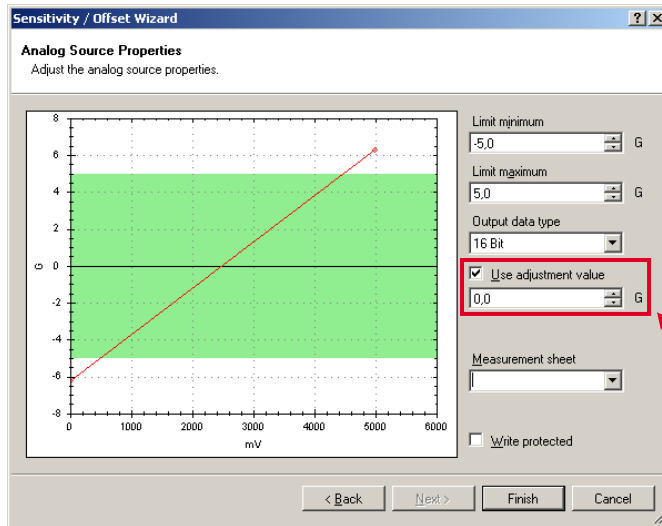 Sensitivity / Offset Wizard
Analog Source Properties
Adjust the analog source properties.
8
6
4
2
0
-2
-4
-6
-8
G
0 1000 2000 3000 4000 5000 6000
mV
Limit minimum
-5,0 G
Limit maximum
5,0 G
Output data type
16 Bit
Use adjustment value
0,0 G
Measurement sheet
Write protected
< Back Next > Finish Cancel